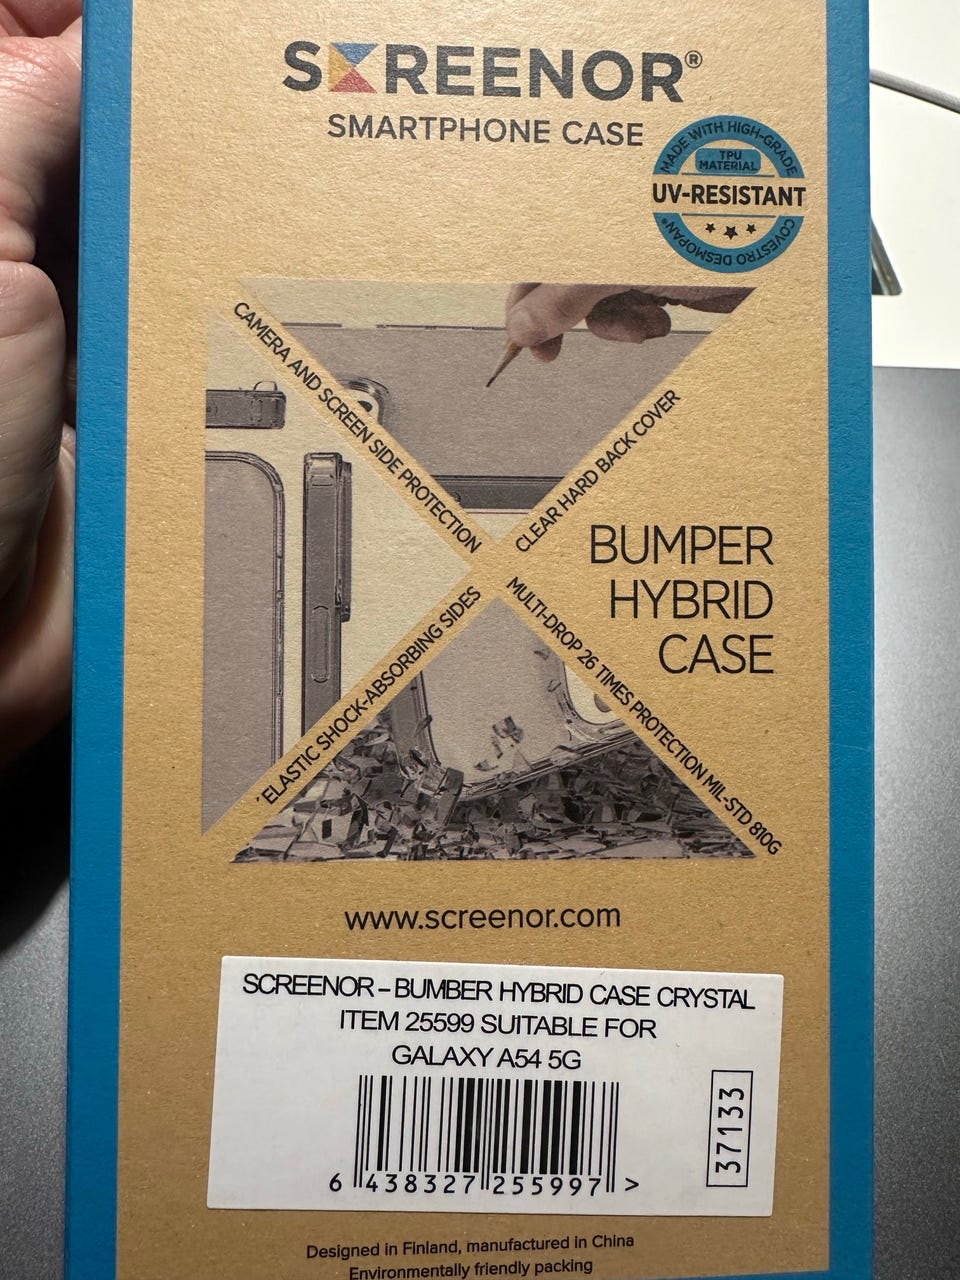 SCREENOR®
SMARTPHONE CASE
MADE WITH HIGH-GRADE
TPU
MATERIAL
UV-RESISTANT
COVESTRO DESMOPAN®
CAMERA AND SCREEN SIDE PROTECTION
CLEAR HARD BACK COVER
BUMPER
HYBRID
CASE
ELASTIC SHOCK-ABSORBING SIDES
MULTI-DROP 26 TIMES PROTECTION MIL-STD 810G
www.screenor.com
SCREENOR – BUMBER HYBRID CASE CRYSTAL
ITEM 25599 SUITABLE FOR
GALAXY A54 5G
37133
6 438327 255997 >
Designed in Finland, manufactured in China
Environmentally friendly packing